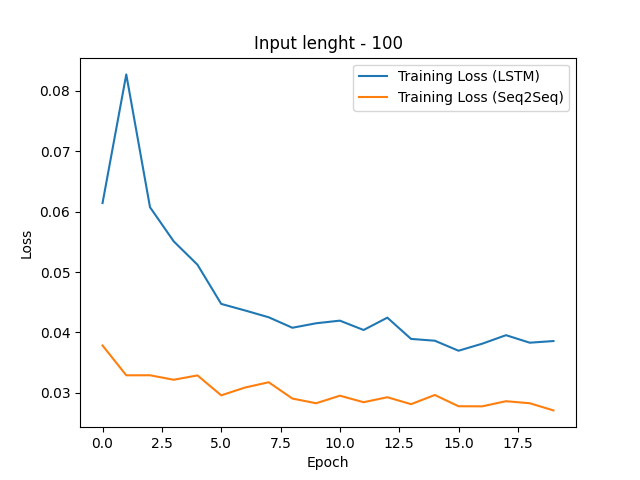 Input lenght - 100
Training Loss (LSTM)
Training Loss (Seq2Seq)
Loss
0.08
0.07
0.06
0.05
0.04
0.03
0.0 2.5 5.0 7.5 10.0 12.5 15.0 17.5
Epoch